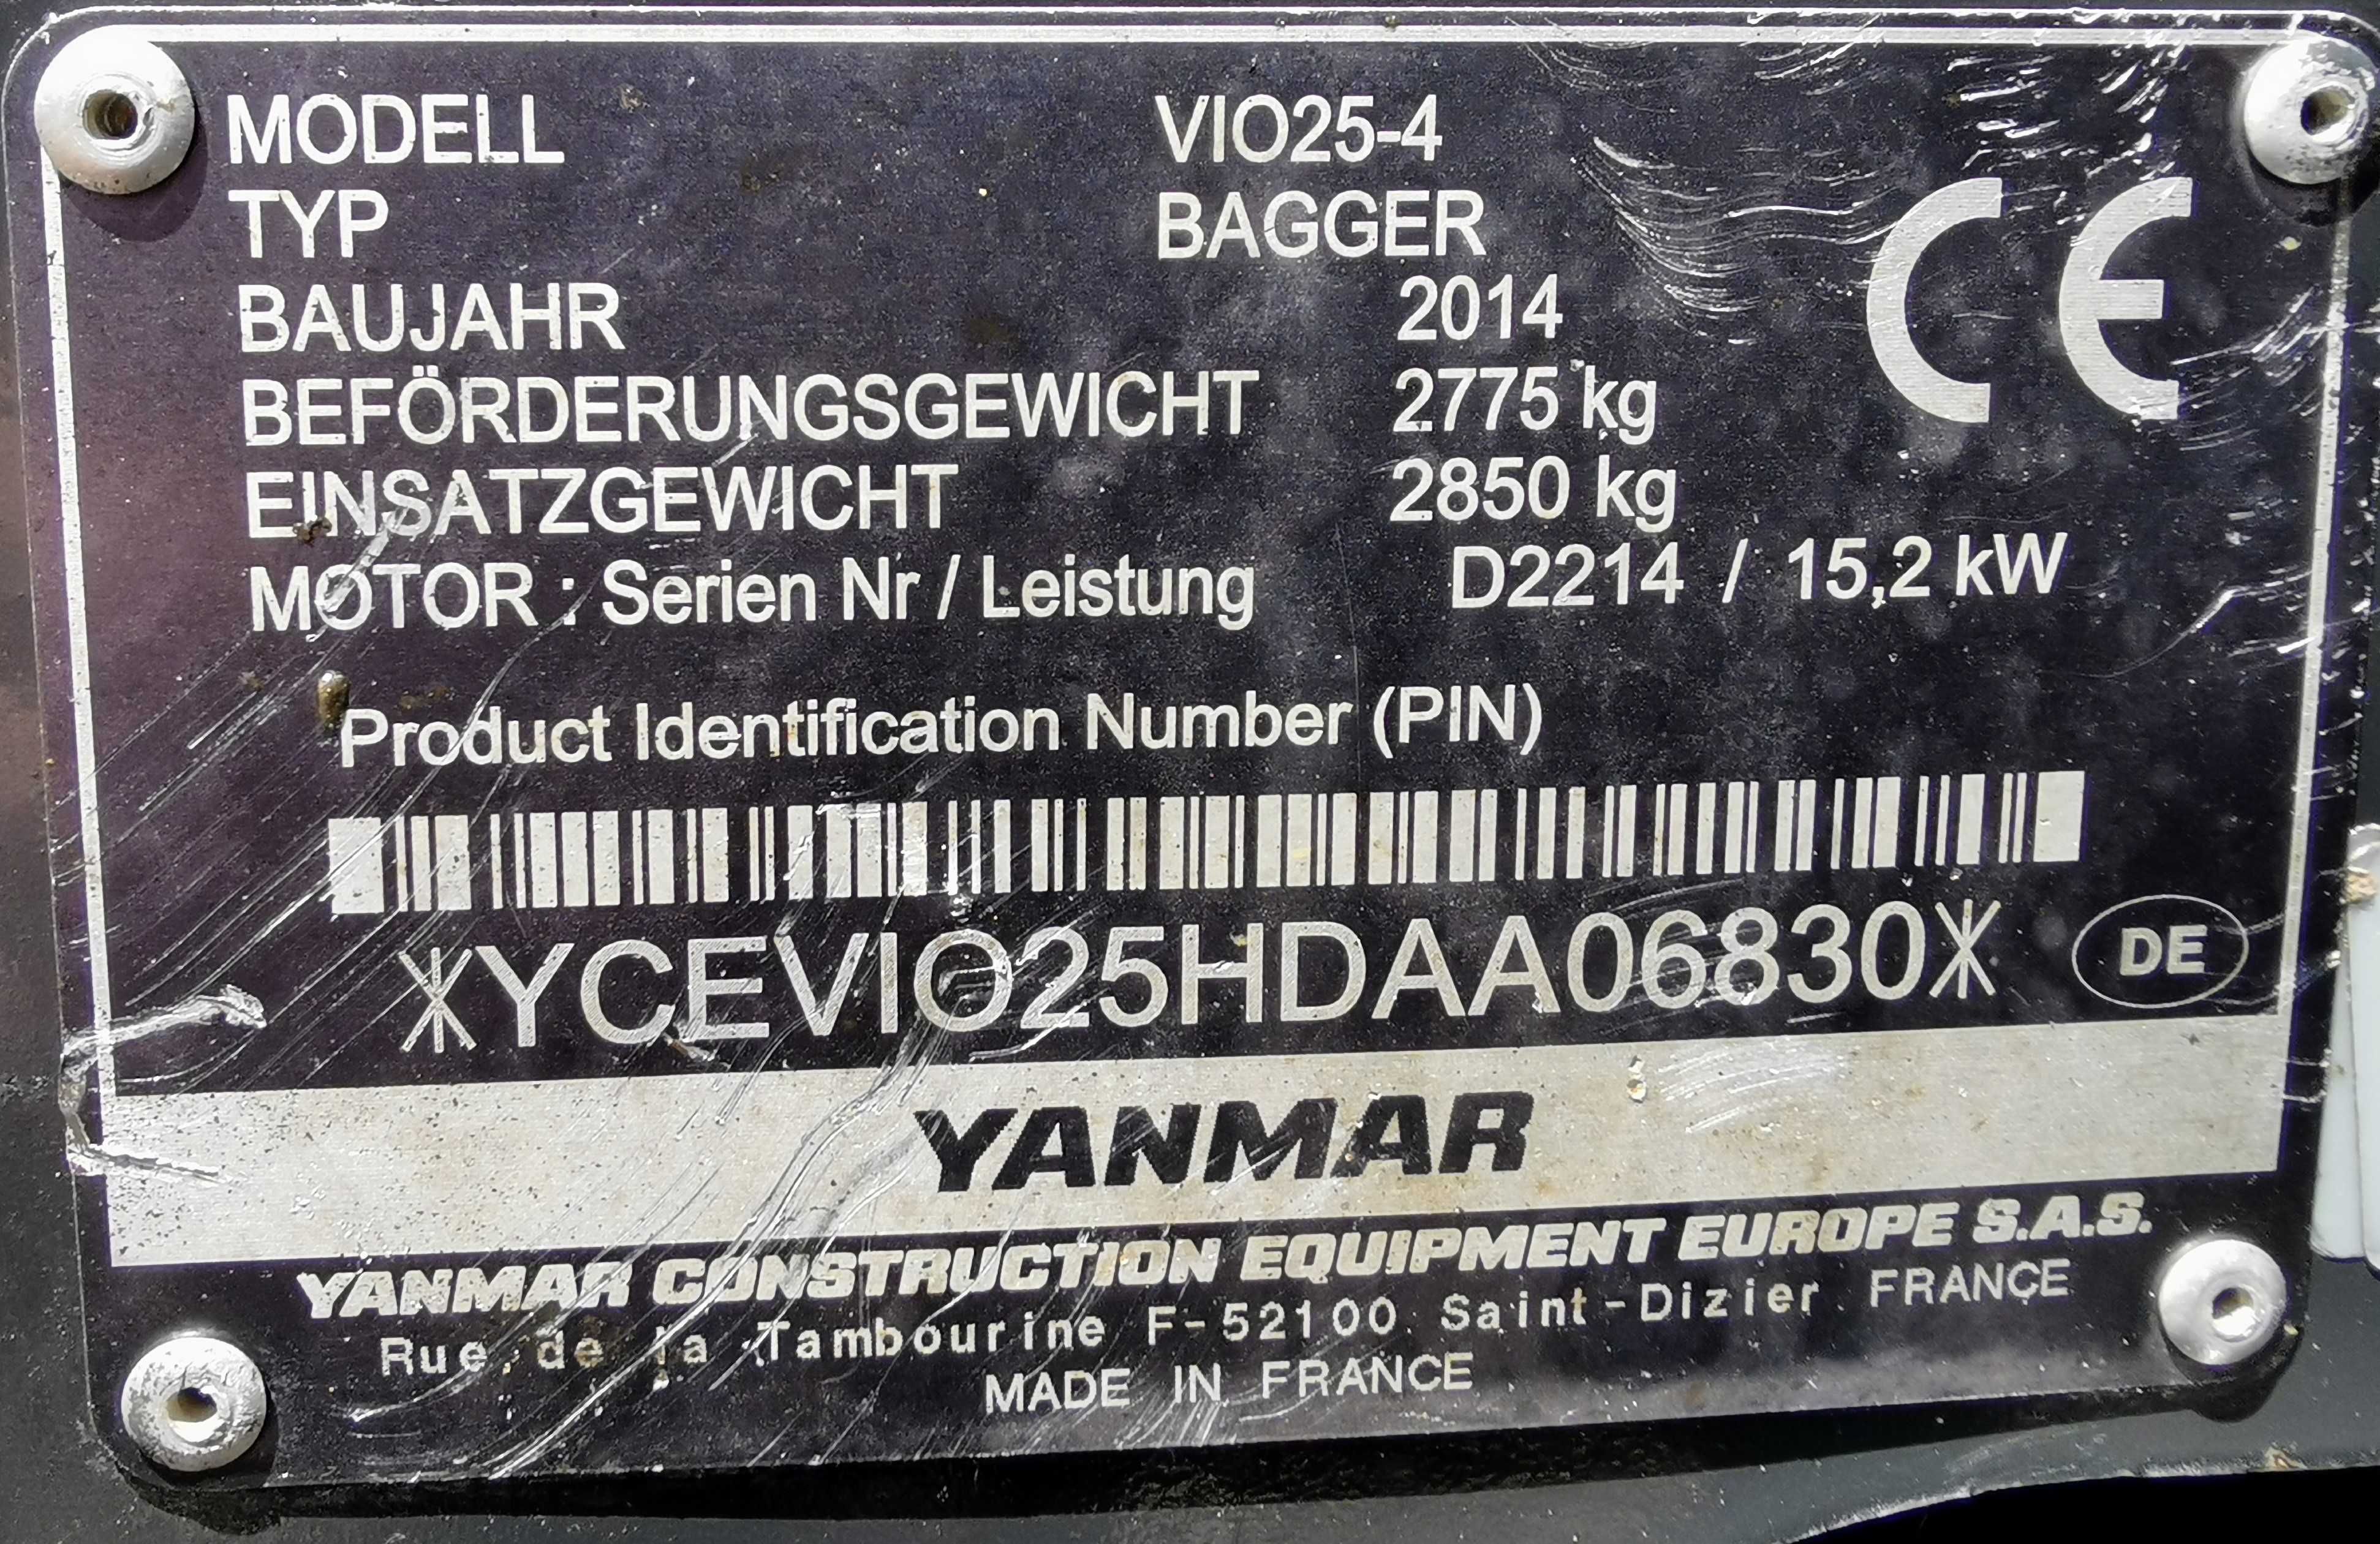 MODELL VIO25-4
TYP BAGGER
BAUJAHR 2014
BEFÖRDERUNGSGEWICHT 2775 kg
EINSATZGEWICHT 2850 kg
MOTOR : Serien Nr / Leistung D2214 / 15,2 kW
CE
Product Identification Number (PIN)
*YCEVIO25HDAA06830*
DE
YANMAR
YANMAR CONSTRUCTION EQUIPMENT EUROPE S.A.S.
Rue de la Tambourine F-52100 Saint-Dizier FRANCE
MADE IN FRANCE